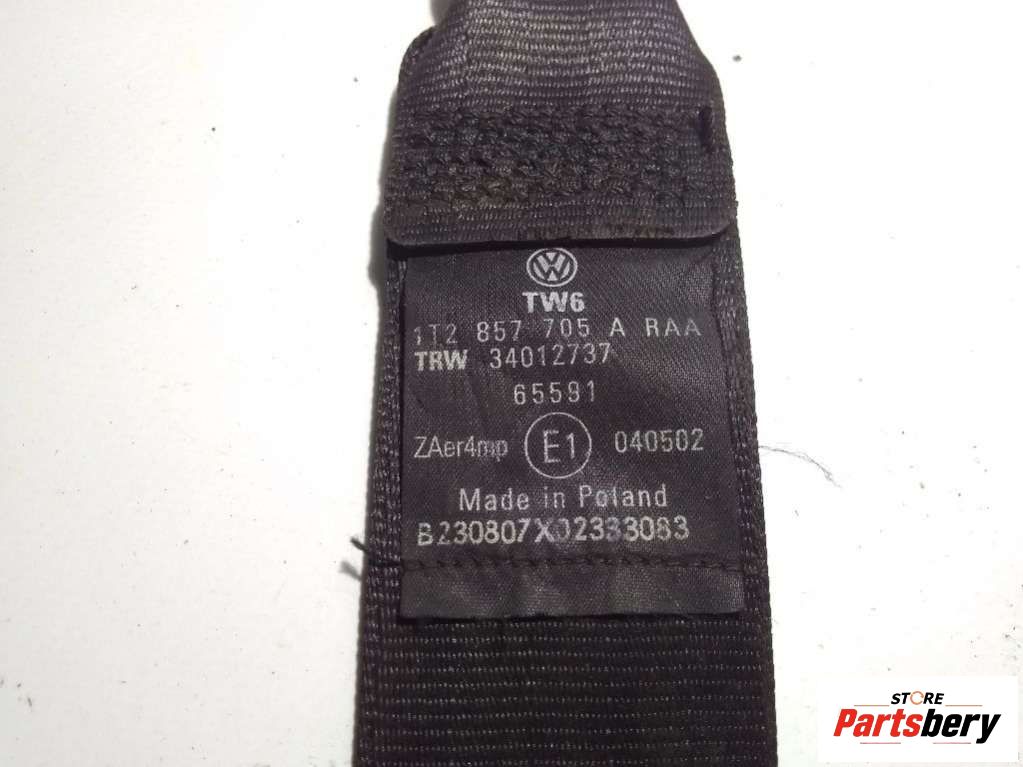 TW6
1T2 857 705 A RAA
TRW 34012737
65591
ZAer4mp E1 040502
Made in Poland
B230807X02333083
STORE
Partsbery